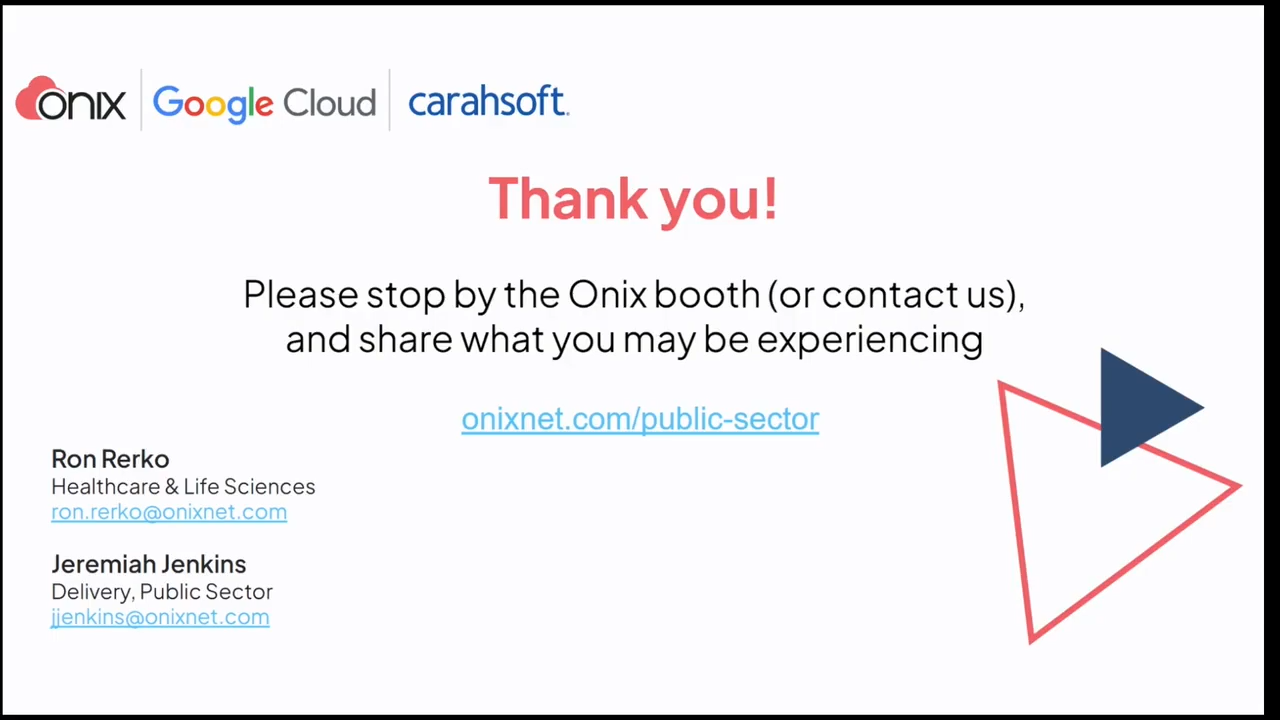 onix
Google Cloud
carahsoft.
Thank you!
Please stop by the Onix booth (or contact us),
and share what you may be experiencing
onixnet.com/public-sector
Ron Rerko
Healthcare & Life Sciences
ron.rerko@onixnet.com
Jeremiah Jenkins
Delivery, Public Sector
jjenkins@onixnet.com